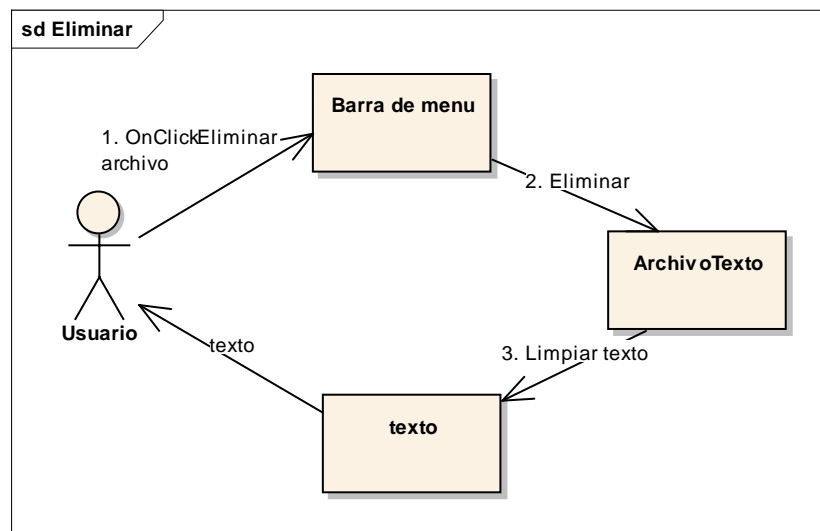 sd Eliminar
Barra de menu
1. OnClickEliminar
archivo
2. Eliminar
ArchivoTexto
Usuario
texto
3. Limpiar texto
texto